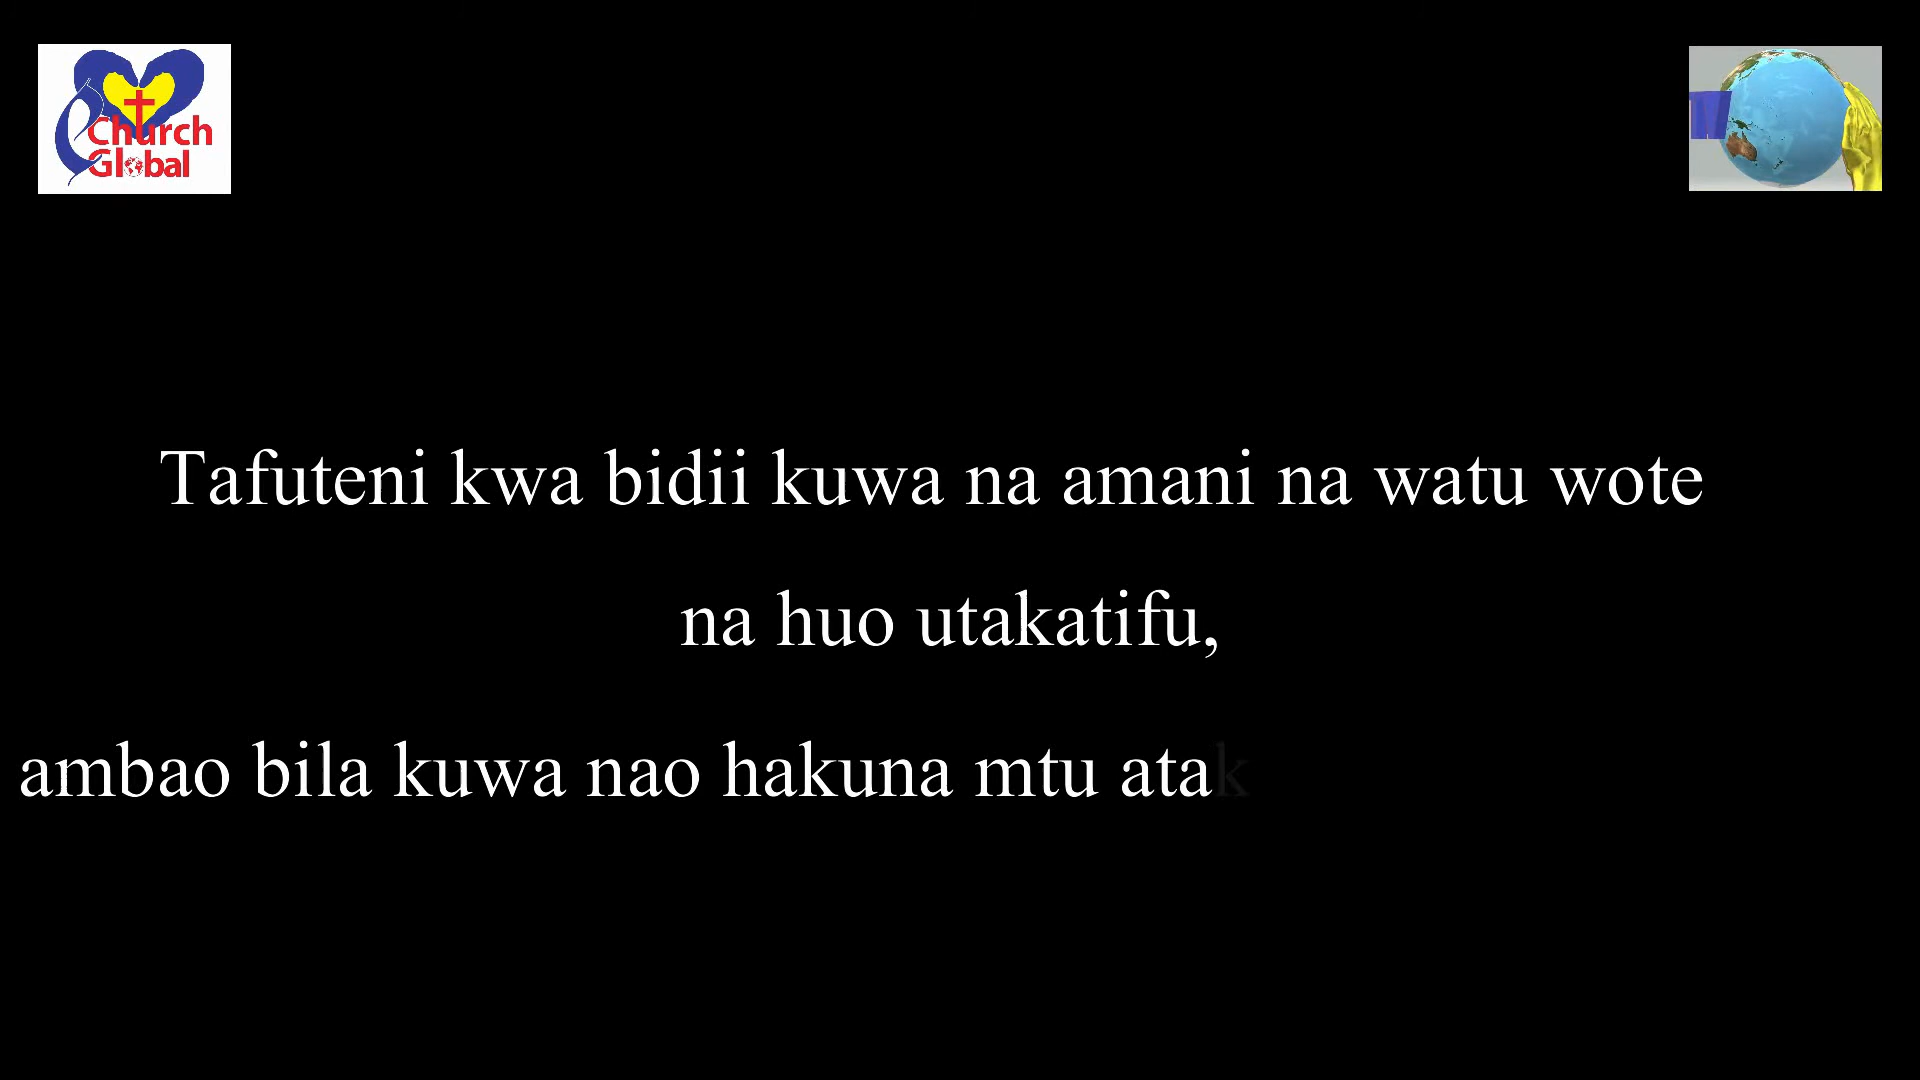 Church
Global
Tafuteni kwa bidii kuwa na amani na watu wote
na huo utakatifu,
ambao bila kuwa nao hakuna mtu atak